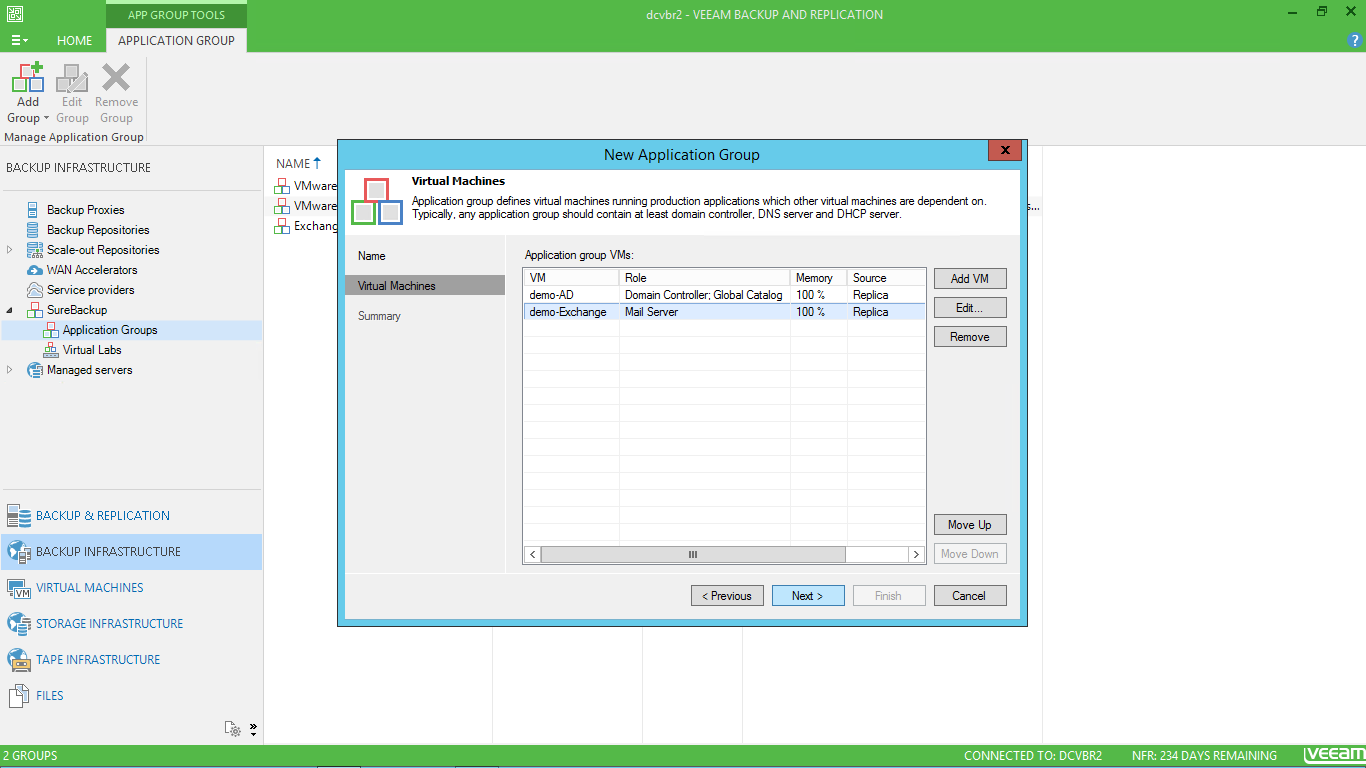 APP GROUP TOOLS
dcvbr2 - VEEAM BACKUP AND REPLICATION
HOME
APPLICATION GROUP
?
Add Group
Edit Group
Remove Group
Manage Application Group
BACKUP INFRASTRUCTURE
Backup Proxies
Backup Repositories
Scale-out Repositories
WAN Accelerators
Service providers
SureBackup
Application Groups
Virtual Labs
Managed servers
BACKUP & REPLICATION
BACKUP INFRASTRUCTURE
VM
VIRTUAL MACHINES
STORAGE INFRASTRUCTURE
TAPE INFRASTRUCTURE
FILES
NAME
VMware
VMware
s...
Exchang
New Application Group
x
Virtual Machines
Application group defines virtual machines running production applications which other virtual machines are dependent on.
Typically, any application group should contain at least domain controller, DNS server and DHCP server.
Name
Virtual Machines
Summary
Application group VMs:
VM Role Memory Source
demo-AD Domain Controller; Global Catalog 100 % Replica
demo-Exchange Mail Server 100 % Replica
Add VM
Edit...
Remove
Move Up
Move Down
< Previous
Next >
Finish
Cancel
2 GROUPS
CONNECTED TO: DCVBR2
NFR: 234 DAYS REMAINING
veeam